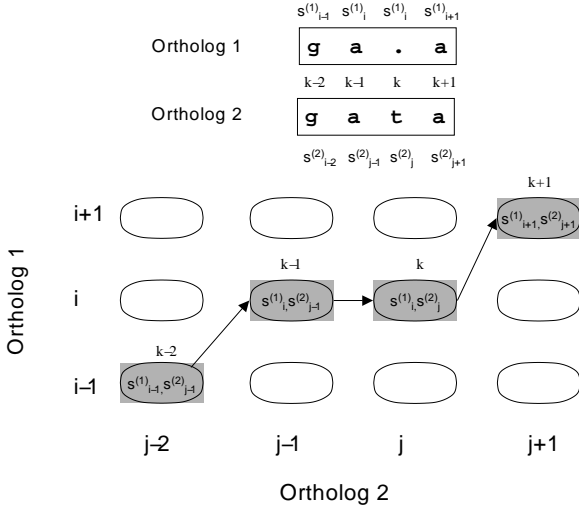 s⁽¹⁾ᵢ₋₁ s⁽¹⁾ᵢ s⁽¹⁾ᵢ s⁽¹⁾ᵢ₊₁
Ortholog 1 g a . a
k–2 k–1 k k+1
Ortholog 2 g a t a
s⁽²⁾ᵢ₋₂ s⁽²⁾ⱼ₋₁ s⁽²⁾ⱼ s⁽²⁾ⱼ₊₁
k+1
i+1 s⁽¹⁾ᵢ₊₁,s⁽²⁾ⱼ₊₁
k–1 k
i s⁽¹⁾ᵢ,s⁽²⁾ⱼ₋₁ s⁽¹⁾ᵢ,s⁽²⁾ⱼ
k–2
i–1 s⁽¹⁾ᵢ₋₁,s⁽²⁾ⱼ₋₁
Ortholog 1
j–2 j–1 j j+1
Ortholog 2